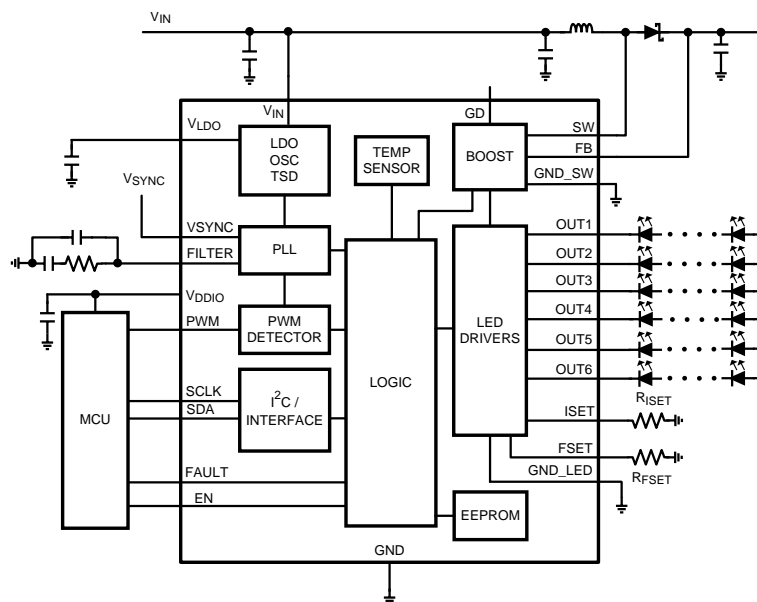 VIN
VIN
GD
VLDO
LDO
OSC
TSD
TEMP
SENSOR
BOOST
SW
FB
GND_SW
VSYNC
VSYNC
FILTER
PLL
OUT1
OUT2
OUT3
OUT4
OUT5
OUT6
LED
DRIVERS
VDDIO
PWM
PWM
DETECTOR
LOGIC
MCU
SCLK
SDA
I2C /
INTERFACE
RISET
ISET
FSET
RFSET
GND_LED
FAULT
EN
EEPROM
GND